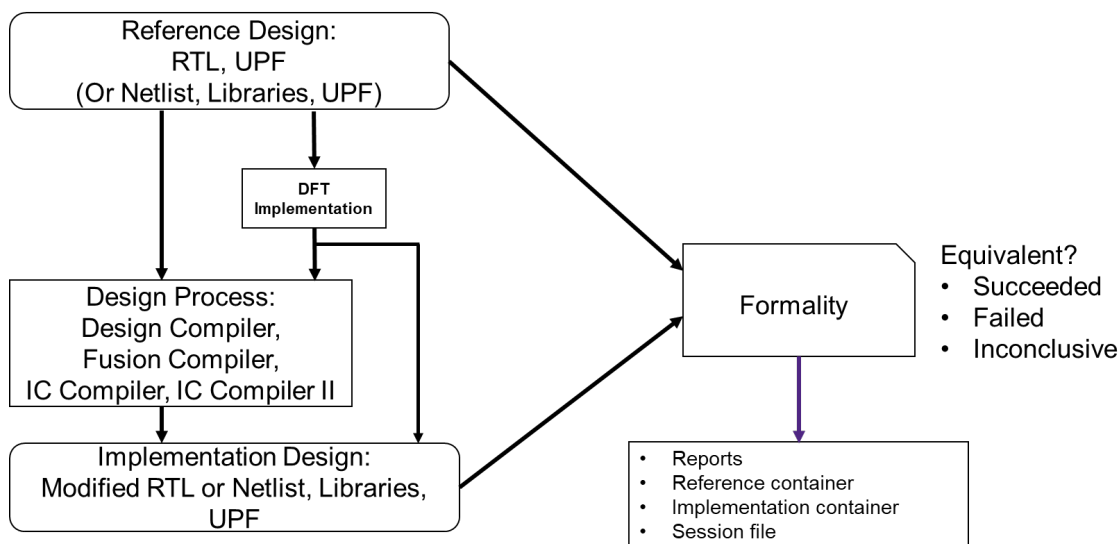 Reference Design:
RTL, UPF
(Or Netlist, Libraries, UPF)
DFT
Implementation
Design Process:
Design Compiler,
Fusion Compiler,
IC Compiler, IC Compiler II
Implementation Design:
Modified RTL or Netlist, Libraries,
UPF
Formality
Equivalent?
• Succeeded
• Failed
• Inconclusive
• Reports
• Reference container
• Implementation container
• Session file